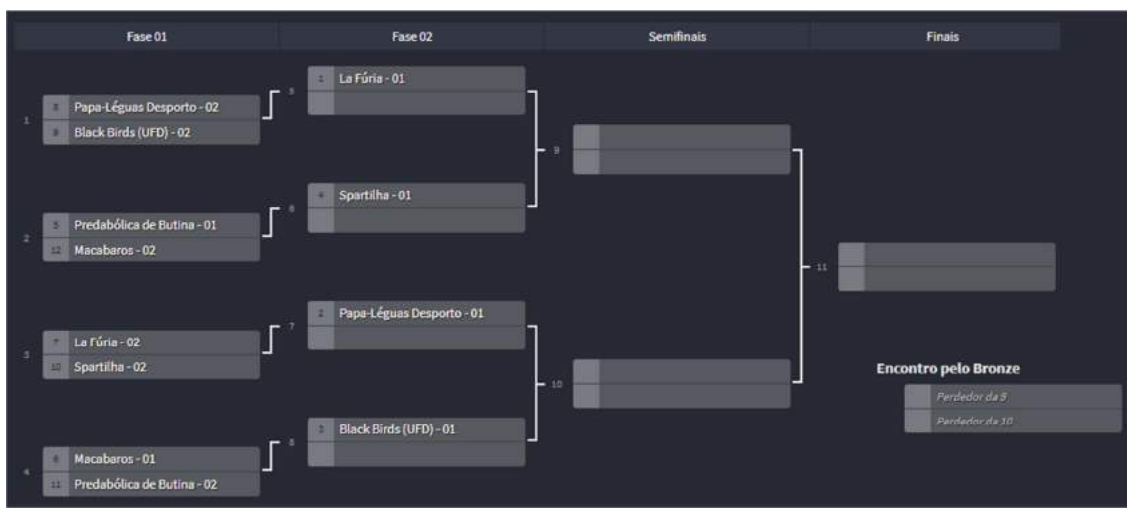 Fase 01
Fase 02
Semifinais
Finais
1
8 Papa-Léguas Desporto - 02
9 Black Birds (UFD) - 02
2
5 Predabólica de Butina - 01
12 Macabaros - 02
3
7 La Fúria - 02
10 Spartilha - 02
4
6 Macabaros - 01
11 Predabólica de Butina - 02
5
1 La Fúria - 01
6
4 Spartilha - 01
7
2 Papa-Léguas Desporto - 01
8
3 Black Birds (UFD) - 01
9
10
11
Encontro pelo Bronze
Perdedor da 9
Perdedor da 10